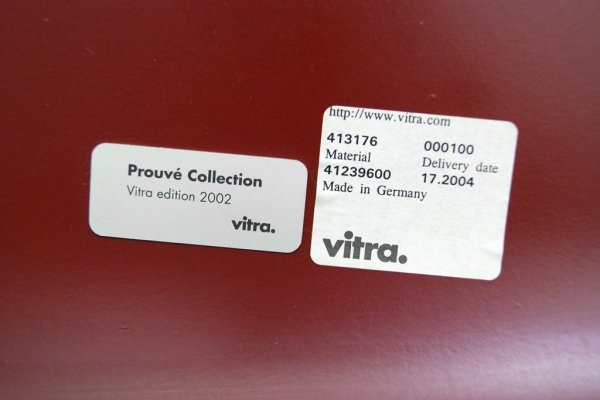 Prouvé Collection
Vitra edition 2002
vitra.
http://www.vitra.com
413176 000100
Material Delivery date
41239600 17.2004
Made in Germany
vitra.